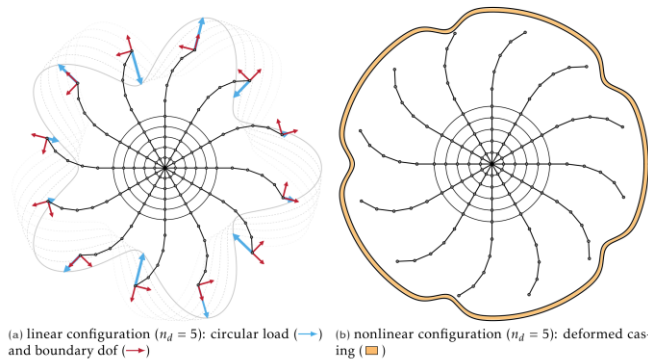 (a) linear configuration (n_d = 5): circular load (→)
and boundary dof (→)
(b) nonlinear configuration (n_d = 5): deformed cas-
ing ( )